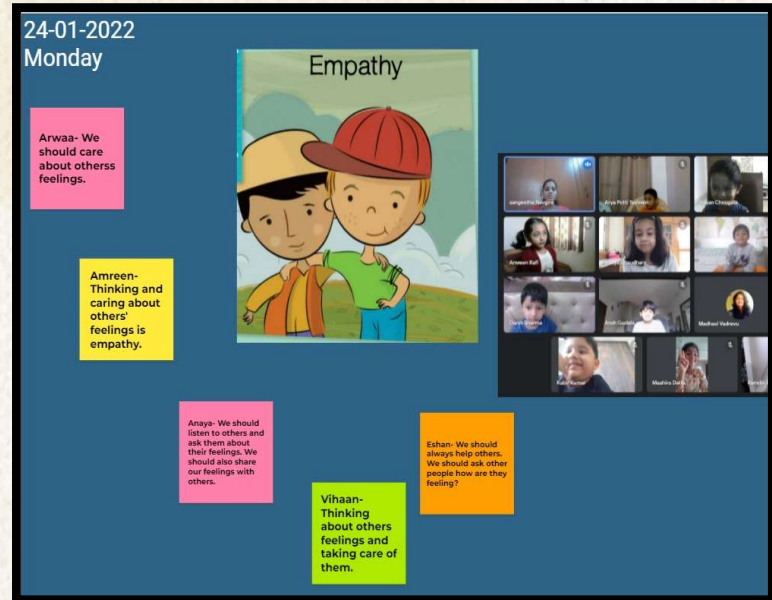 24-01-2022
Monday
Empathy
Arwaa- We
should care
about otherss
feelings.
Amreen-
Thinking and
caring about
others'
feelings is
empathy.
Anaya- We should
listen to others and
ask them about
their feelings. We
should also share
our feelings with
others.
Vihaan-
Thinking
about others
feelings and
taking care of
them.
Eshan- We should
always help others.
We should ask other
people how are they
feeling?